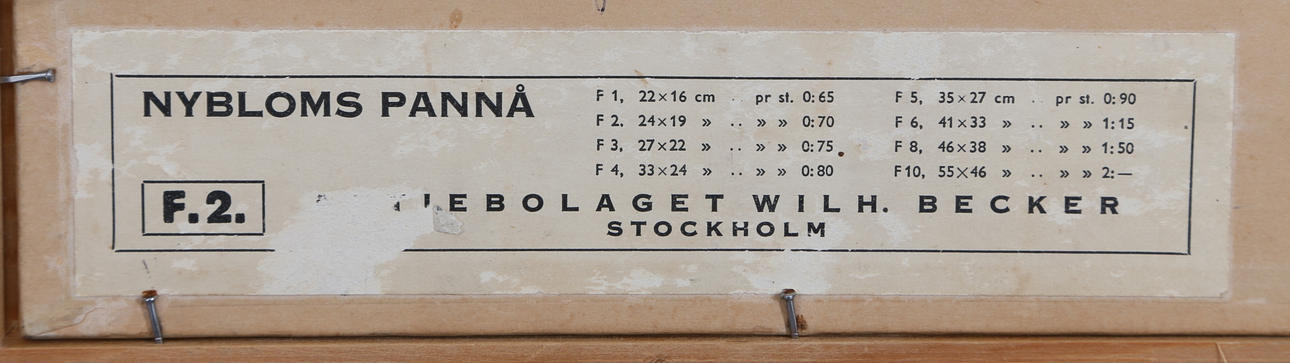 NYBLOMS PANNÅ
F 1, 22×16 cm .. pr st. 0:65
F 2, 24×19 » .. » » 0:70
F 3, 27×22 » .. » » 0:75
F 4, 33×24 » .. » » 0:80
F 5, 35×27 cm .. pr st. 0:90
F 6, 41×33 » .. » » 1:15
F 8, 46×38 » .. » » 1:50
F10, 55×46 » .. » » 2:—
F.2.
WILH. BECKER
STOCKHOLM